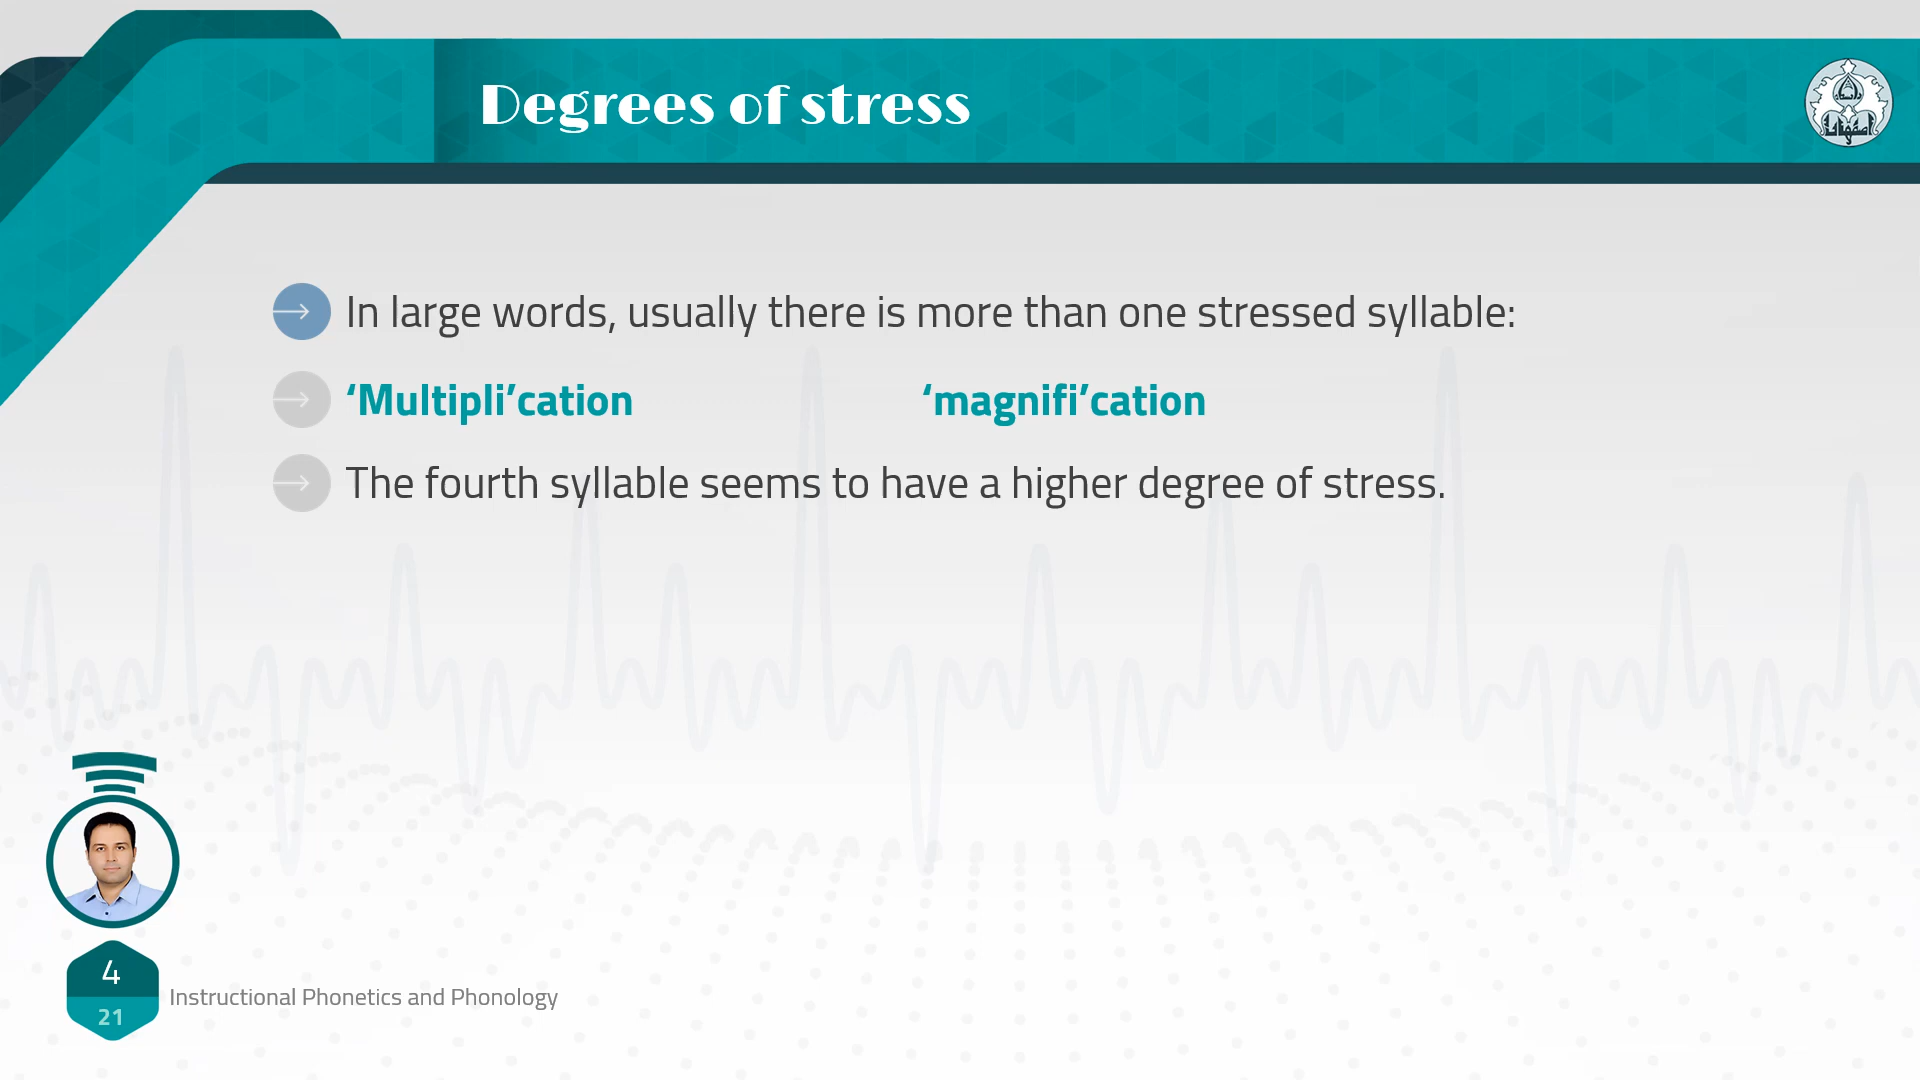 Degrees of stress
In large words, usually there is more than one stressed syllable:
‘Multipli’cation ‘magnifi’cation
The fourth syllable seems to have a higher degree of stress.
4
21
Instructional Phonetics and Phonology